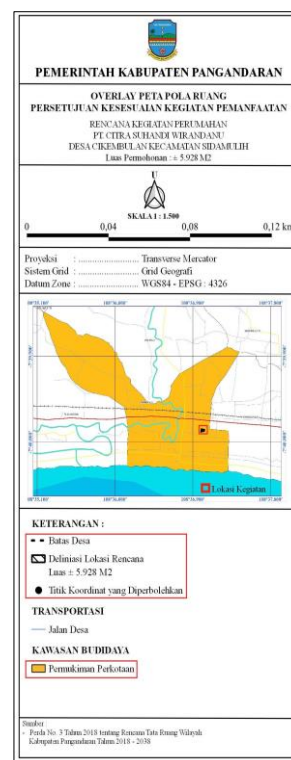 PEMERINTAH KABUPATEN PANGANDARAN
OVERLAY PETA POLA RUANG
PERSETUJUAN KESESUAIAN KEGIATAN PEMANFAATAN
RENCANA KEGIATAN PERUMAHAN
PT. CITRA SUHANDI WIRANDANU
DESA CIKEMBULAN KECAMATAN SIDAMULIH
Luas Permohonan : ± 5.928 M2
U
SKALA 1 : 1.500
0 0,04 0,08 0,12 km
Proyeksi : ........................ Transverse Mercator
Sistem Grid : ........................ Grid Geografi
Datum Zone : ........................ WGS84 - EPSG : 4326
Lokasi Kegiatan
KETERANGAN :
Batas Desa
Deliniasi Lokasi Rencana
Luas ± 5.928 M2
Titik Koordinat yang Diperbolehkan
TRANSPORTASI
Jalan Desa
KAWASAN BUDIDAYA
Permukiman Perkotaan
Sumber
- Perda No. 3 Tahun 2018 tentang Rencana Tata Ruang Wilayah
Kabupaten Pangandaran Tahun 2018 - 2038